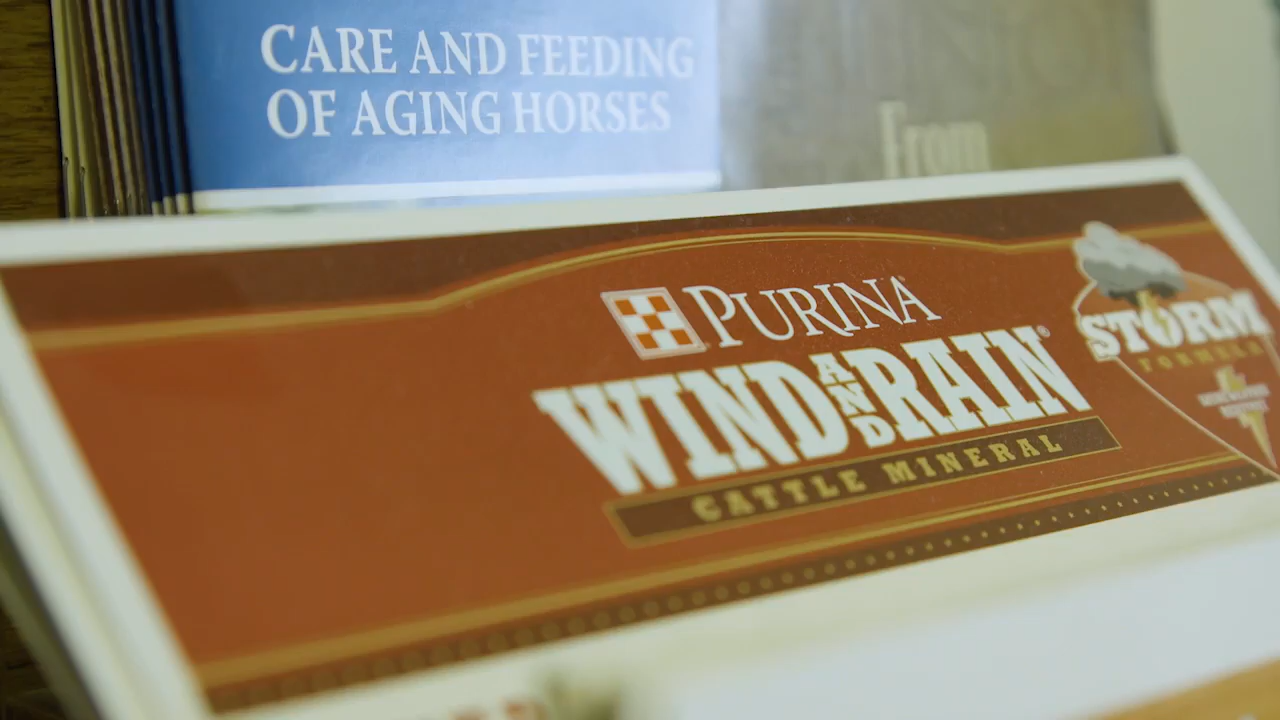 CARE AND FEEDING
OF AGING HORSES
From
PURINA
WIND AND RAIN®
CATTLE MINERAL
STORM
FORMULA